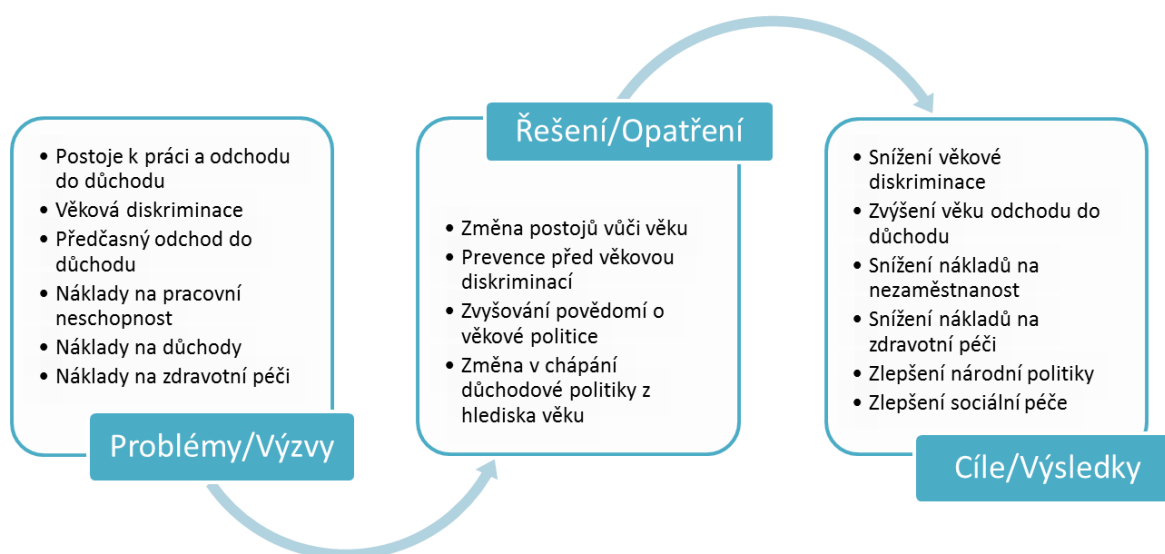 • Postoje k práci a odchodu
do důchodu
• Věková diskriminace
• Předčasný odchod do
důchodu
• Náklady na pracovní
neschopnost
• Náklady na důchody
• Náklady na zdravotní péči
Problémy/Výzvy
Řešení/Opatření
• Změna postojů vůči věku
• Prevence před věkovou
diskriminací
• Zvyšování povědomí o
věkové politice
• Změna v chápání
důchodové politiky z
hlediska věku
• Snížení věkové
diskriminace
• Zvýšení věku odchodu do
důchodu
• Snížení nákladů na
nezaměstnanost
• Snížení nákladů na
zdravotní péči
• Zlepšení národní politiky
• Zlepšení sociální péče
Cíle/Výsledky